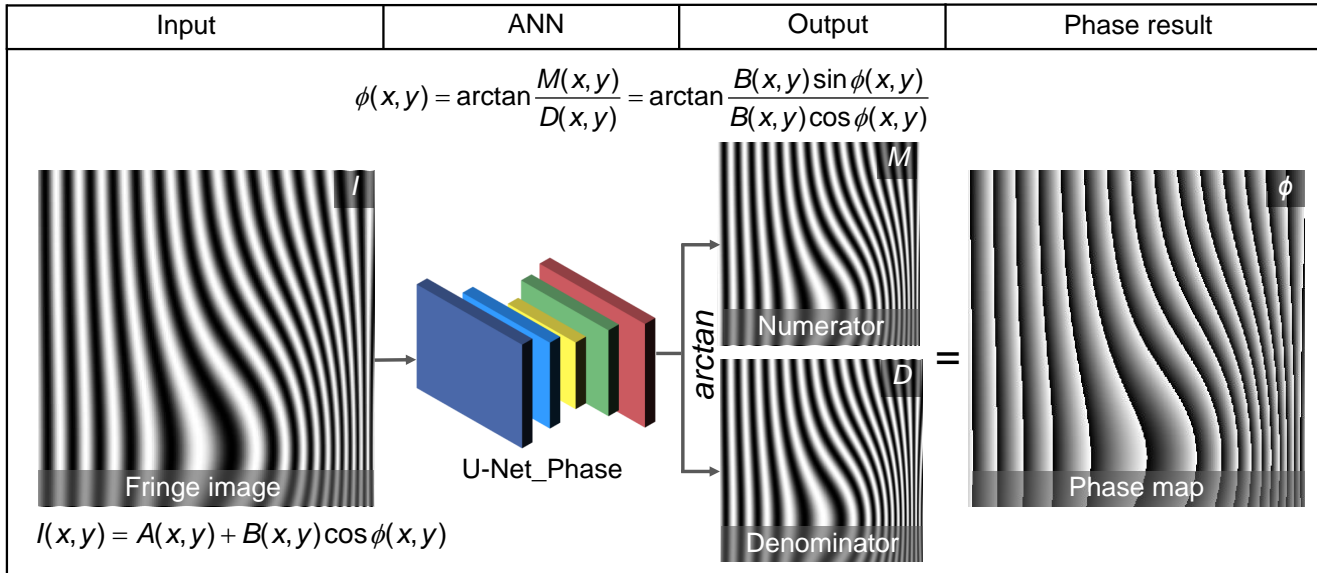 Input ANN Output Phase result
ϕ(x, y) = arctan M(x, y) / D(x, y) = arctan B(x, y) sin ϕ(x, y) / B(x, y) cos ϕ(x, y)
I
M
ϕ
Numerator
arctan
=
D
U-Net_Phase
Fringe image
Phase map
I(x, y) = A(x, y) + B(x, y) cos ϕ(x, y)
Denominator